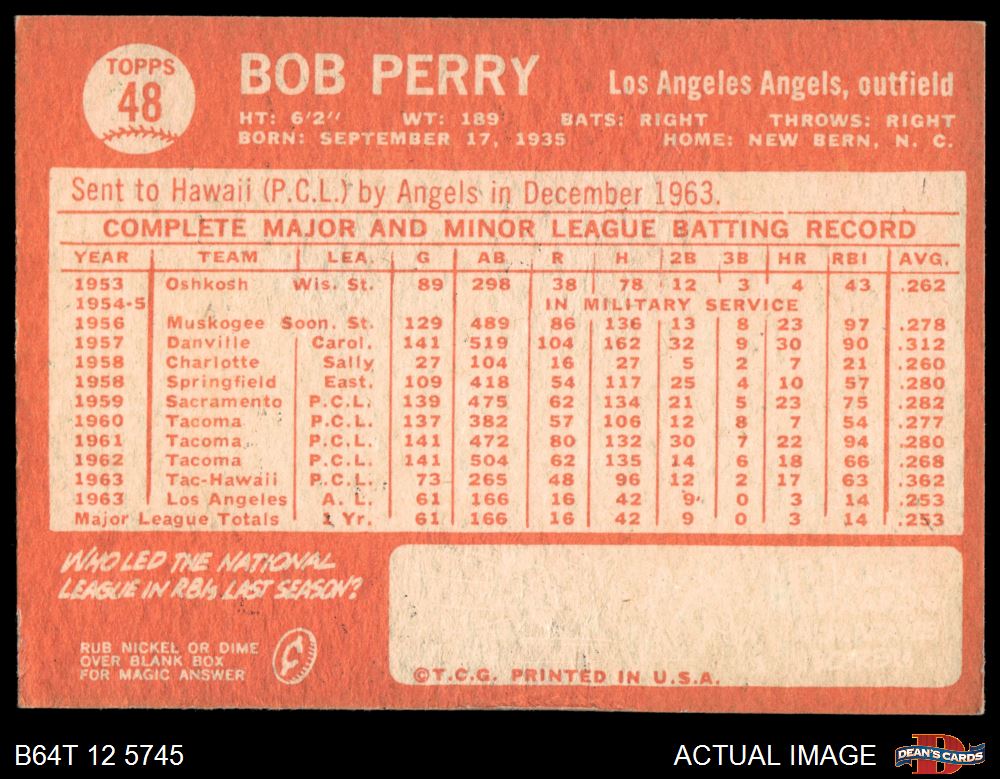 TOPPS
48
BOB PERRY
Los Angeles Angels, outfield
HT: 6'2" WT: 189 BATS: RIGHT THROWS: RIGHT
BORN: SEPTEMBER 17, 1935 HOME: NEW BERN, N. C.
Sent to Hawaii (P.C.L.) by Angels in December 1963.
COMPLETE MAJOR AND MINOR LEAGUE BATTING RECORD
YEAR TEAM LEA. G AB R H 2B 3B HR RBI AVG.
1953 Oshkosh Wis. St. 89 298 38 78 12 3 4 43 .262
1954-5 IN MILITARY SERVICE
1956 Muskogee Soon. St. 129 489 86 136 13 8 23 97 .278
1957 Danville Carol. 141 519 104 162 32 9 30 90 .312
1958 Charlotte Sally 27 104 16 27 5 2 7 21 .260
1958 Springfield East. 109 418 54 117 25 4 10 57 .280
1959 Sacramento P.C.L. 139 475 62 134 21 5 23 75 .282
1960 Tacoma P.C.L. 137 382 57 106 12 8 7 54 .277
1961 Tacoma P.C.L. 141 472 80 132 30 7 22 94 .280
1962 Tacoma P.C.L. 141 504 62 135 14 6 18 66 .268
1963 Tac-Hawaii P.C.L. 73 265 48 96 12 2 17 63 .362
1963 Los Angeles A. L. 61 166 16 42 9 0 3 14 .253
Major League Totals 1 Yr. 61 166 16 42 9 0 3 14 .253
WHO LED THE NATIONAL
LEAGUE IN RBIs LAST SEASON?
RUB NICKEL OR DIME
OVER BLANK BOX
FOR MAGIC ANSWER
©T.C.G. PRINTED IN U.S.A.
B64T 12 5745 ACTUAL IMAGE
DEAN'S CARDS